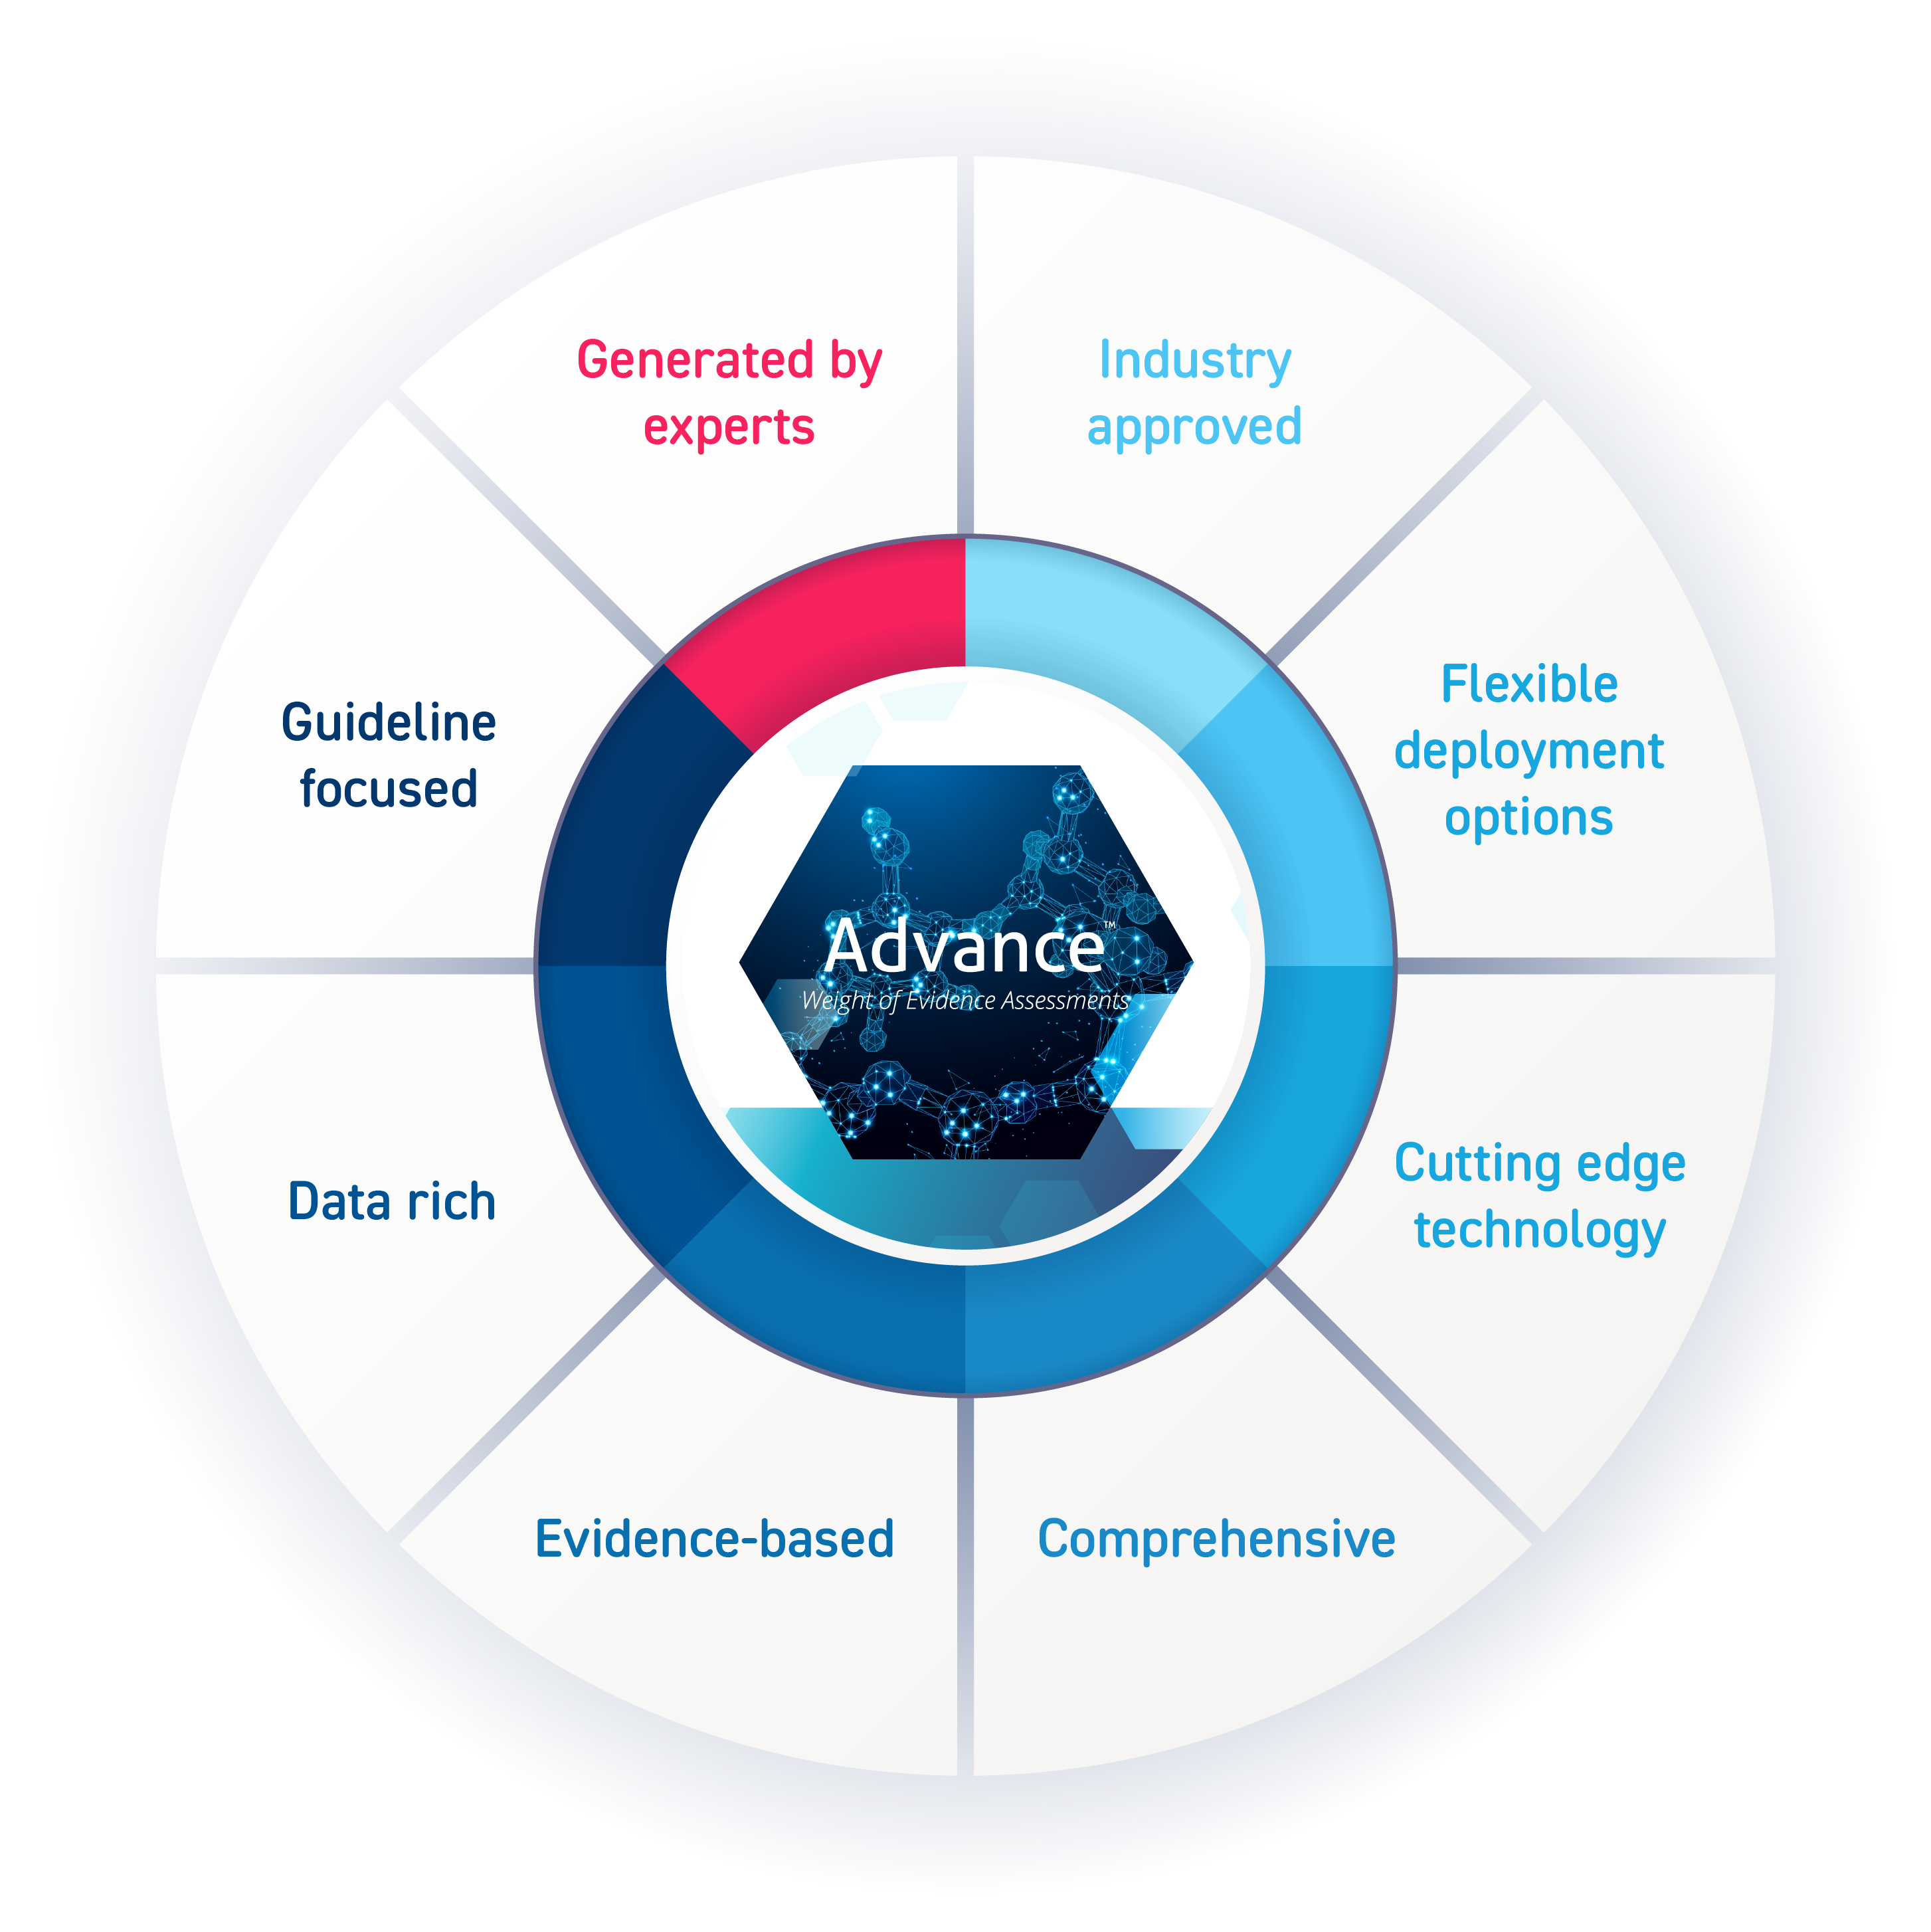 Generated by
experts
Industry
approved
Flexible
deployment
options
Guideline
focused
Advance™
Weight of Evidence Assessments
Cutting edge
technology
Data rich
Evidence-based
Comprehensive